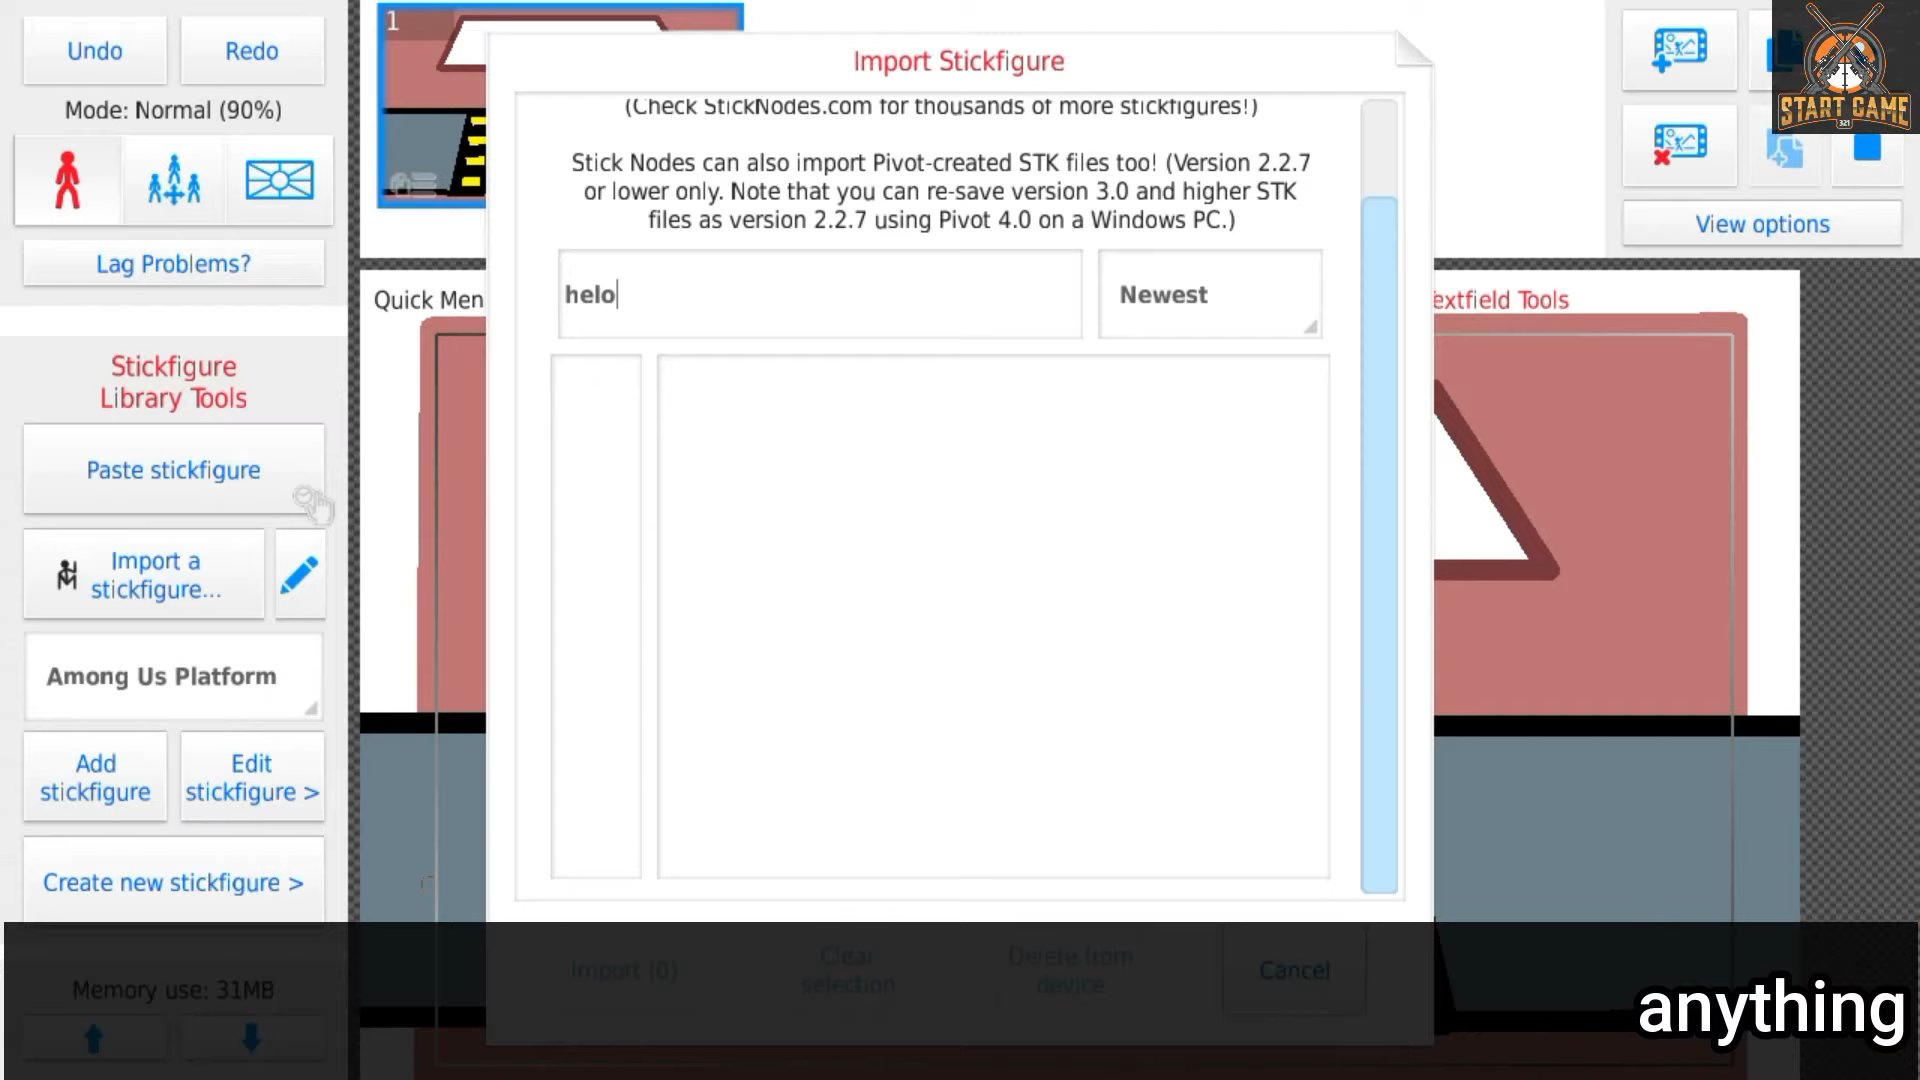 Undo
Redo
Mode: Normal (90%)
Lag Problems?
Stickfigure
Library Tools
Paste stickfigure
Import a
stickfigure...
Among Us Platform
Add
stickfigure
Edit
stickfigure >
Create new stickfigure >
Memory use: 31MB
1
Quick Men
Import Stickfigure
(Check StickNodes.com for thousands of more stickfigures!)
Stick Nodes can also import Pivot-created STK files too! (Version 2.2.7
or lower only. Note that you can re-save version 3.0 and higher STK
files as version 2.2.7 using Pivot 4.0 on a Windows PC.)
helo
Newest
Import (0)
Clear
selection
Delete from
device
Cancel
START GAME
321
View options
extfield Tools
anything